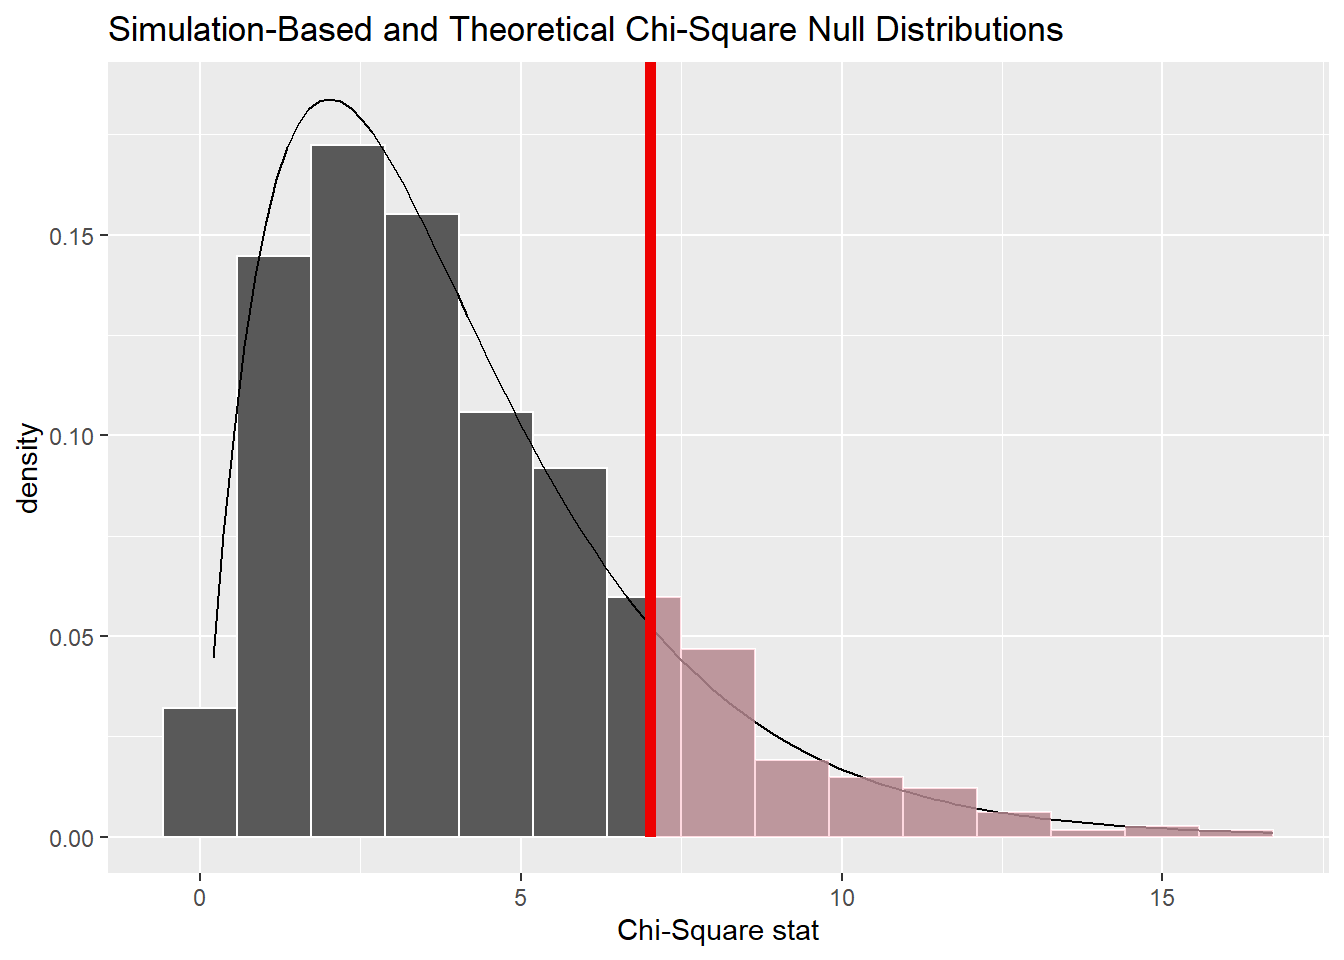 Simulation-Based and Theoretical Chi-Square Null Distributions
density
0.15
0.10
0.05
0.00
0 5 10 15
Chi-Square stat